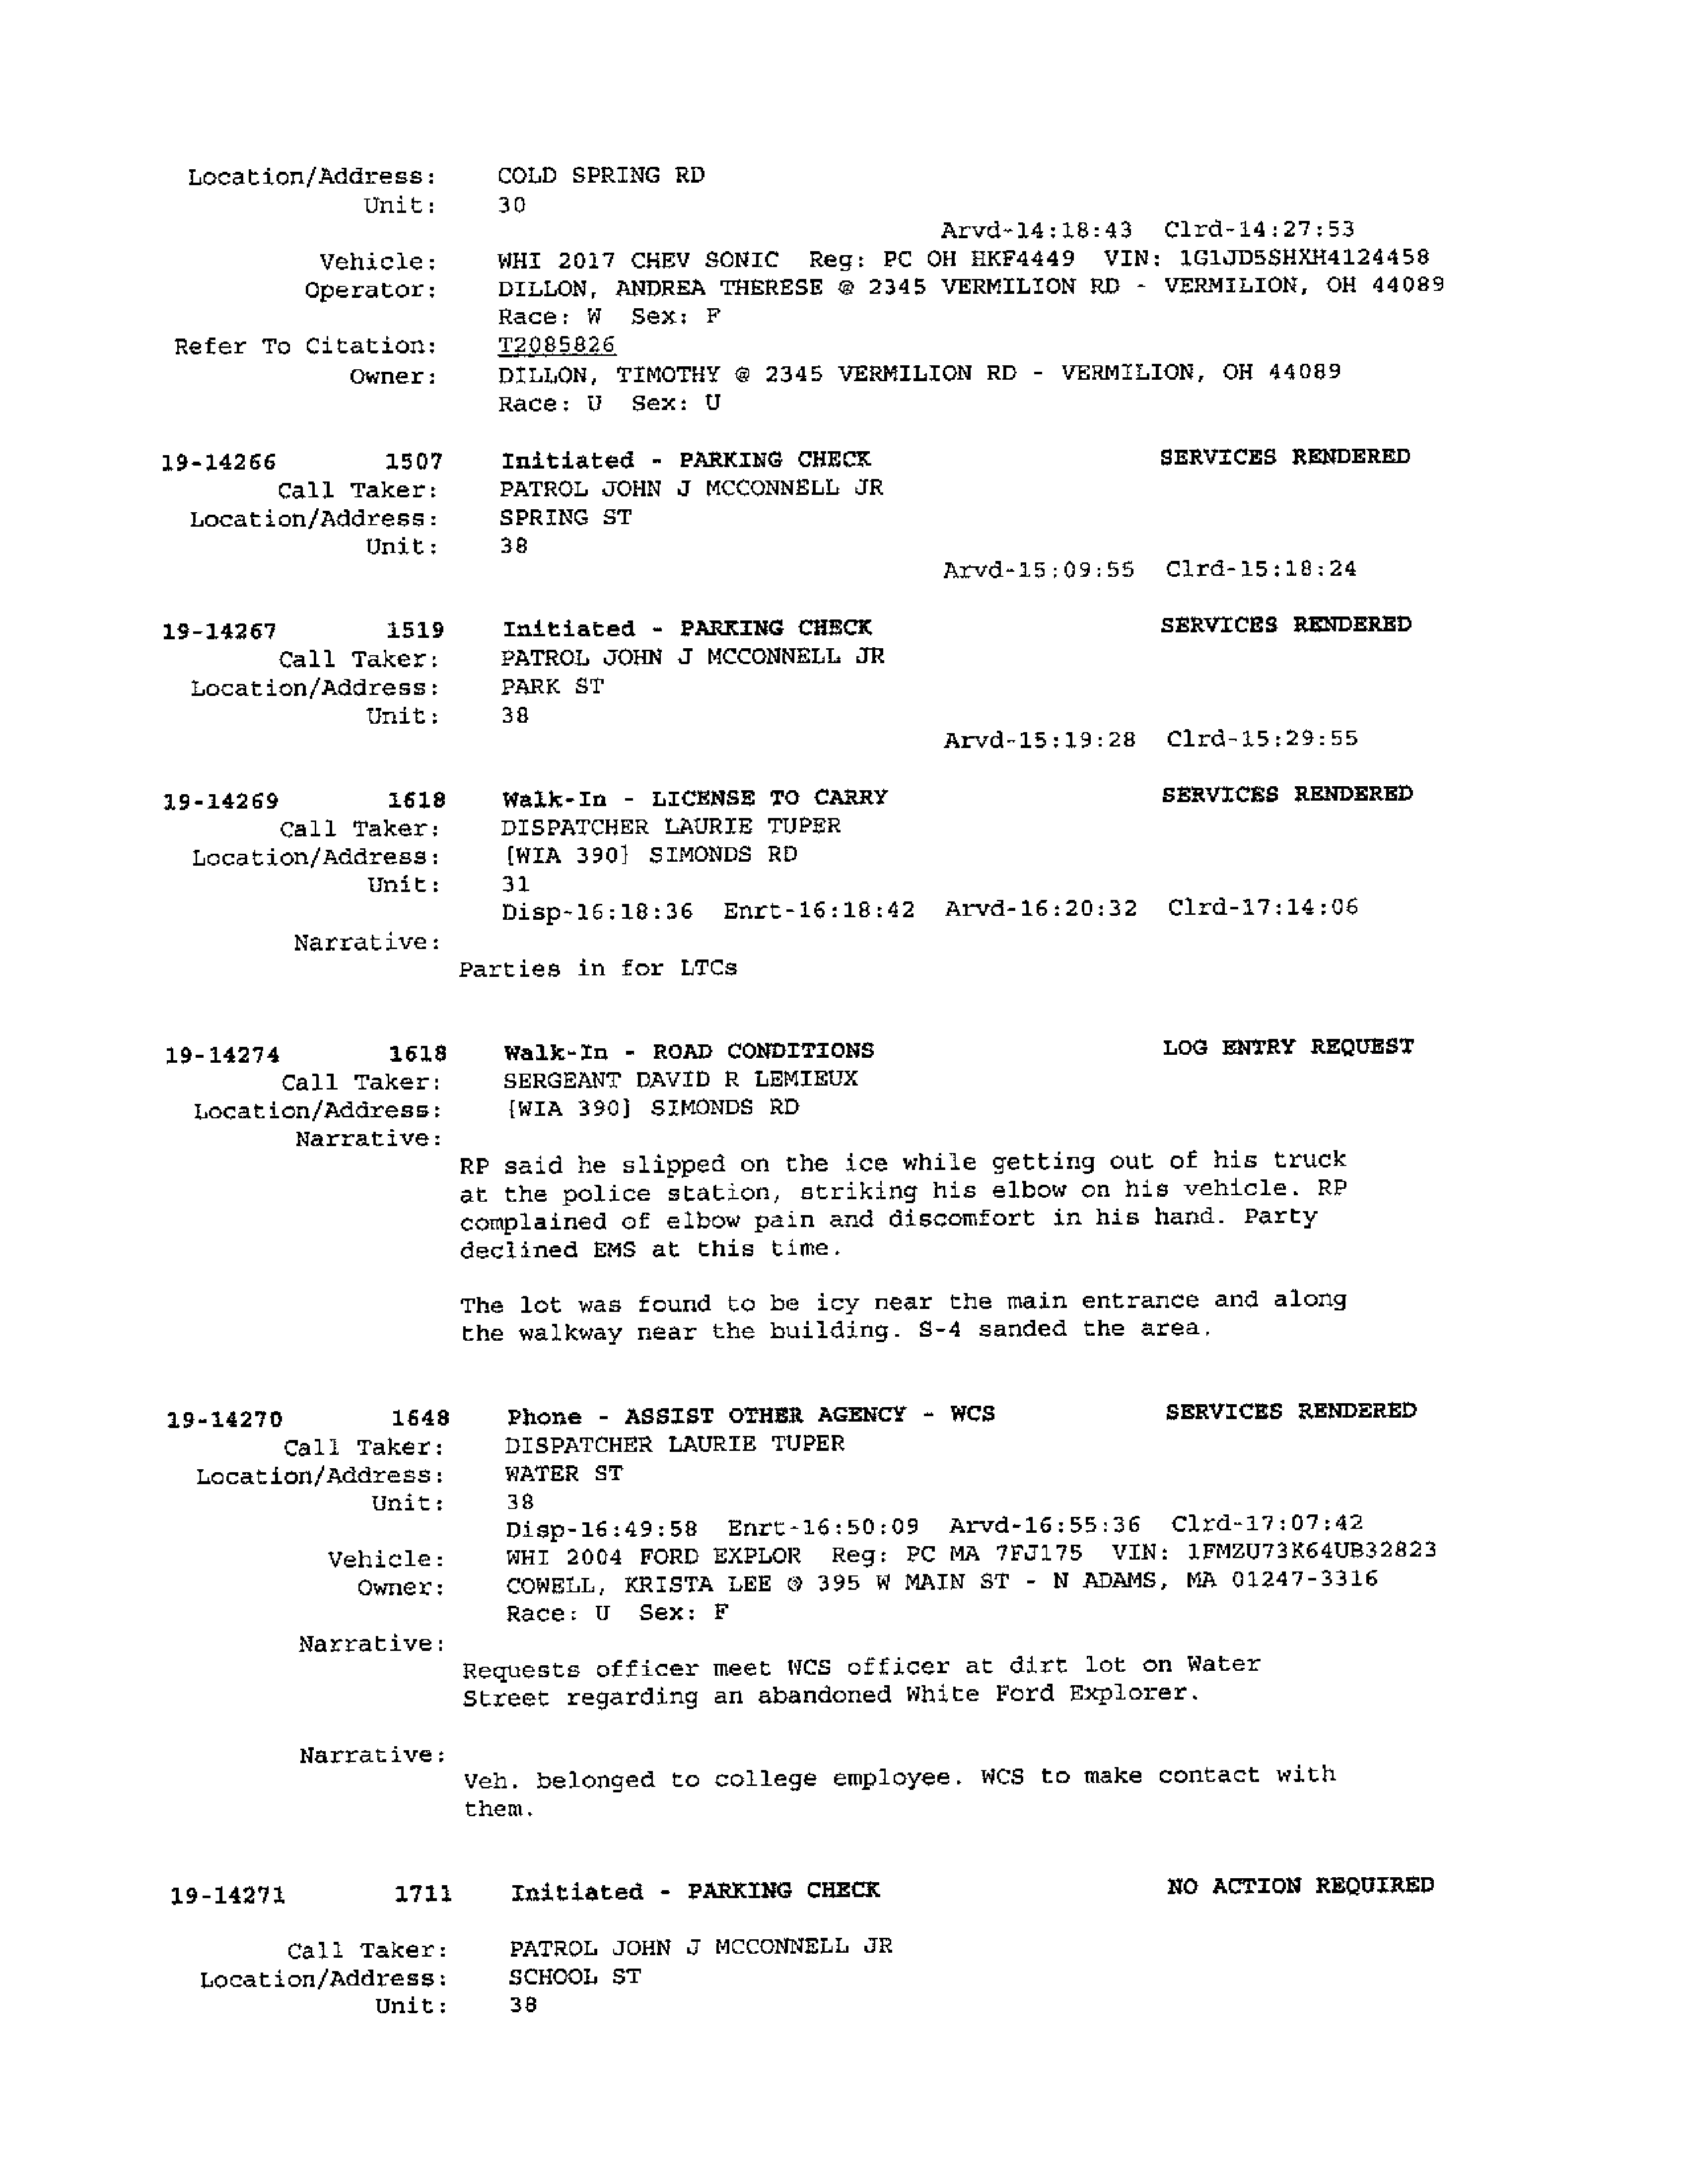 Location/Address: COLD SPRING RD
Unit: 30
Arvd-14:18:43 Clrd-14:27:53
Vehicle: WHI 2017 CHEV SONIC Reg: PC OH HKF4449 VIN: 1G1JD5SHXH4124458
Operator: DILLON, ANDREA THERESE @ 2345 VERMILION RD - VERMILION, OH 44089
Race: W Sex: F
Refer To Citation: T2085826
Owner: DILLON, TIMOTHY @ 2345 VERMILION RD - VERMILION, OH 44089
Race: U Sex: U
19-14266 1507 Initiated - PARKING CHECK SERVICES RENDERED
Call Taker: PATROL JOHN J MCCONNELL JR
Location/Address: SPRING ST
Unit: 38
Arvd-15:09:55 Clrd-15:18:24
19-14267 1519 Initiated - PARKING CHECK SERVICES RENDERED
Call Taker: PATROL JOHN J MCCONNELL JR
Location/Address: PARK ST
Unit: 38
Arvd-15:19:28 Clrd-15:29:55
19-14269 1618 Walk-In - LICENSE TO CARRY SERVICES RENDERED
Call Taker: DISPATCHER LAURIE TUPER
Location/Address: [WIA 390] SIMONDS RD
Unit: 31
Disp-16:18:36 Enrt-16:18:42 Arvd-16:20:32 Clrd-17:14:06
Narrative:
Parties in for LTCs
19-14274 1618 Walk-In - ROAD CONDITIONS LOG ENTRY REQUEST
Call Taker: SERGEANT DAVID R LEMIEUX
Location/Address: [WIA 390] SIMONDS RD
Narrative:
RP said he slipped on the ice while getting out of his truck
at the police station, striking his elbow on his vehicle. RP
complained of elbow pain and discomfort in his hand. Party
declined EMS at this time.
The lot was found to be icy near the main entrance and along
the walkway near the building. S-4 sanded the area.
19-14270 1648 Phone - ASSIST OTHER AGENCY - WCS SERVICES RENDERED
Call Taker: DISPATCHER LAURIE TUPER
Location/Address: WATER ST
Unit: 38
Disp-16:49:58 Enrt-16:50:09 Arvd-16:55:36 Clrd-17:07:42
Vehicle: WHI 2004 FORD EXPLOR Reg: PC MA 7FJ175 VIN: 1FMZU73K64UB32823
Owner: COWELL, KRISTA LEE @ 395 W MAIN ST - N ADAMS, MA 01247-3316
Race: U Sex: F
Narrative:
Requests officer meet WCS officer at dirt lot on Water
Street regarding an abandoned White Ford Explorer.
Narrative:
Veh. belonged to college employee. WCS to make contact with
them.
19-14271 1711 Initiated - PARKING CHECK NO ACTION REQUIRED
Call Taker: PATROL JOHN J MCCONNELL JR
Location/Address: SCHOOL ST
Unit: 38